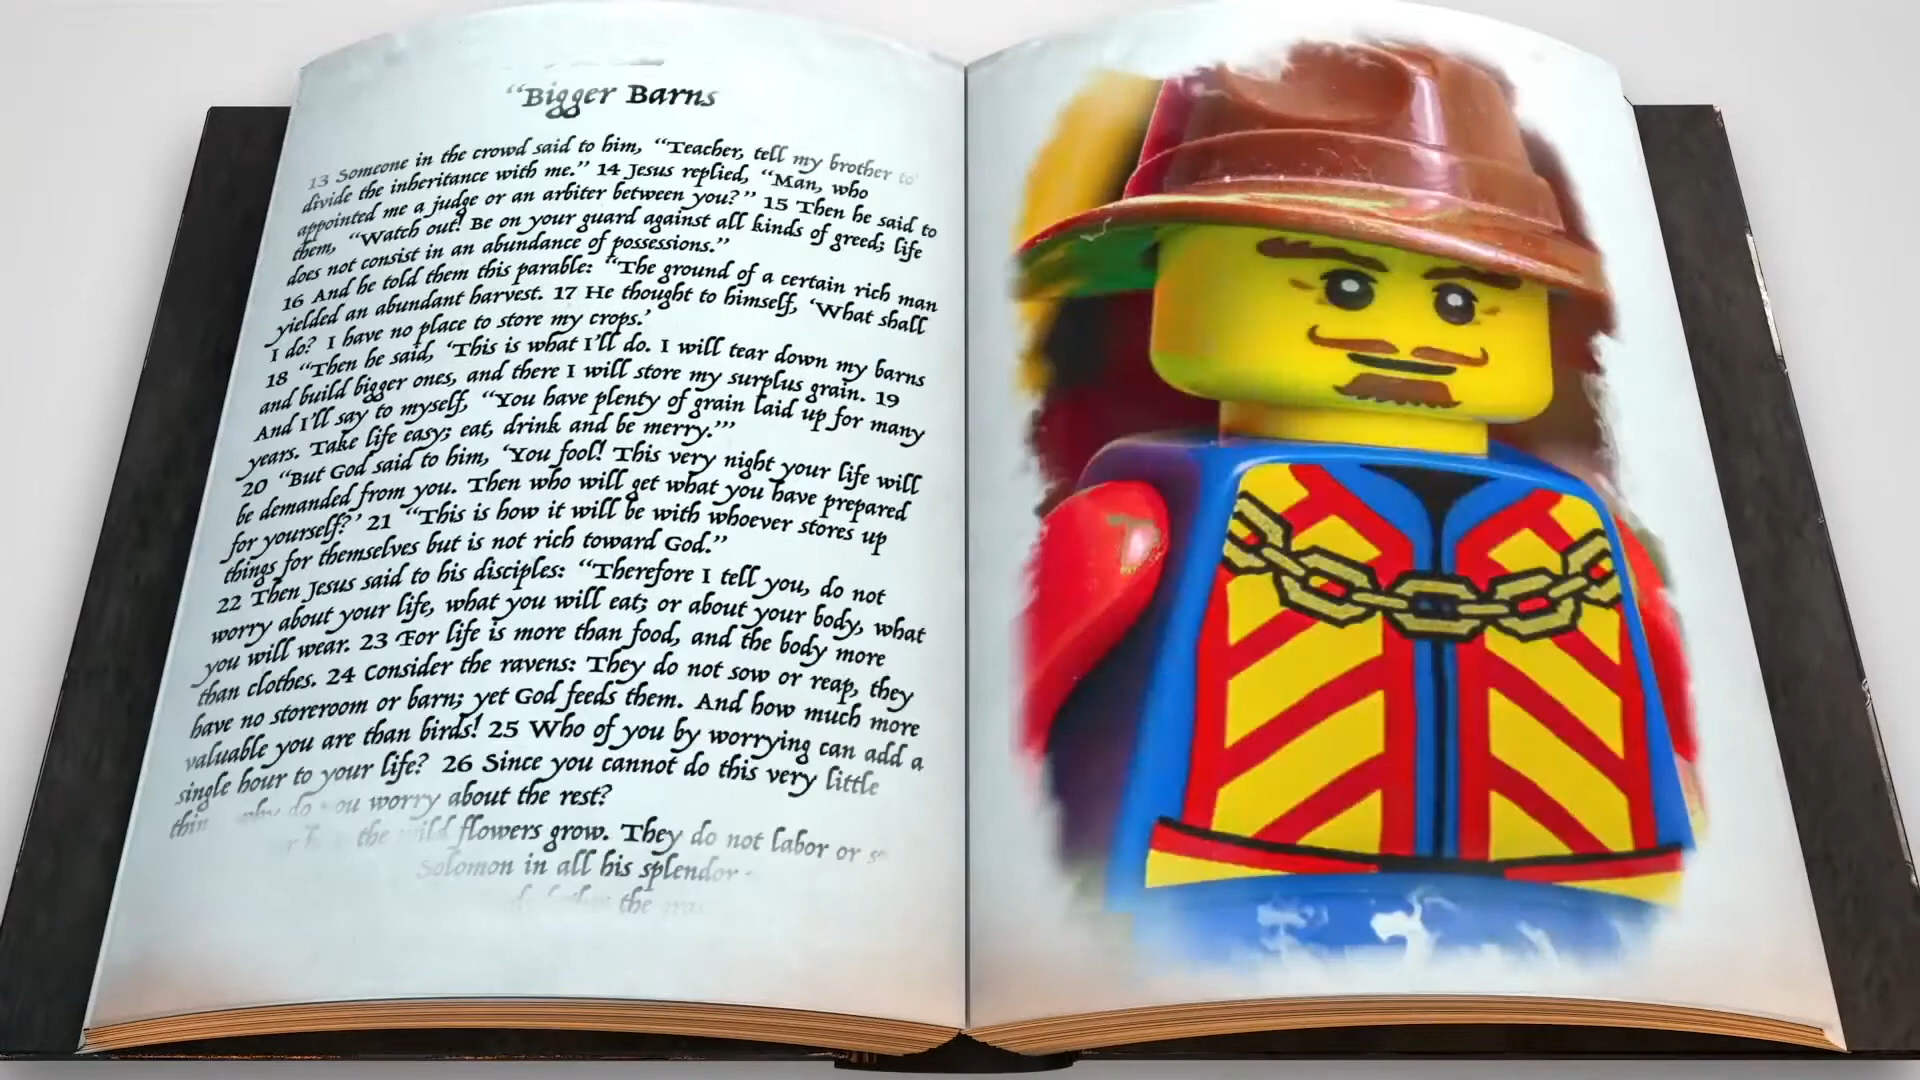 “Bigger Barns
13 Someone in the crowd said to him, “Teacher, tell my brother to
divide the inheritance with me.” 14 Jesus replied, “Man, who
appointed me a judge or an arbiter between you?” 15 Then he said to
them, “Watch out! Be on your guard against all kinds of greed; life
does not consist in an abundance of possessions.”
16 And he told them this parable: “The ground of a certain rich man
yielded an abundant harvest. 17 He thought to himself, ‘What shall
I do? I have no place to store my crops.’
18 “Then he said, ‘This is what I’ll do. I will tear down my barns
and build bigger ones, and there I will store my surplus grain. 19
And I’ll say to myself, “You have plenty of grain laid up for many
years. Take life easy; eat, drink and be merry.”’”
20 “But God said to him, ‘You fool! This very night your life will
be demanded from you. Then who will get what you have prepared
for yourself?’ 21 “This is how it will be with whoever stores up
things for themselves but is not rich toward God.”
22 Then Jesus said to his disciples: “Therefore I tell you, do not
worry about your life, what you will eat; or about your body, what
you will wear. 23 For life is more than food, and the body more
than clothes. 24 Consider the ravens: They do not sow or reap, they
have no storeroom or barn; yet God feeds them. And how much more
valuable you are than birds! 25 Who of you by worrying can add a
single hour to your life? 26 Since you cannot do this very little
why do you worry about the rest?
the wild flowers grow. They do not labor or
Solomon in all his splendor
the